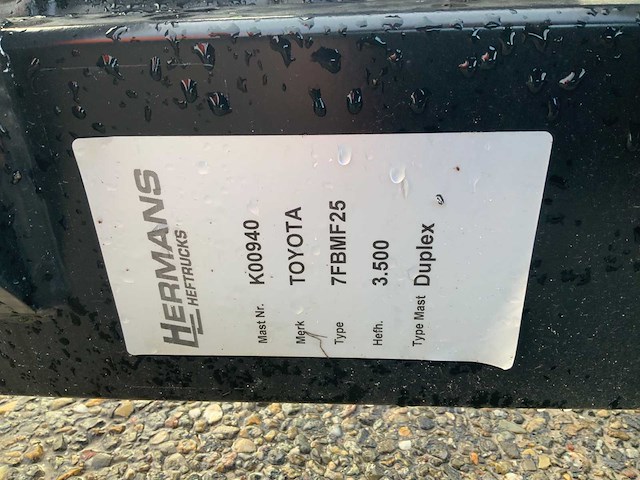 HERMANS
HEFTRUCKS
Mast Nr. K00940
Merk TOYOTA
Type 7FBMF25
Hefh. 3.500
Type Mast Duplex